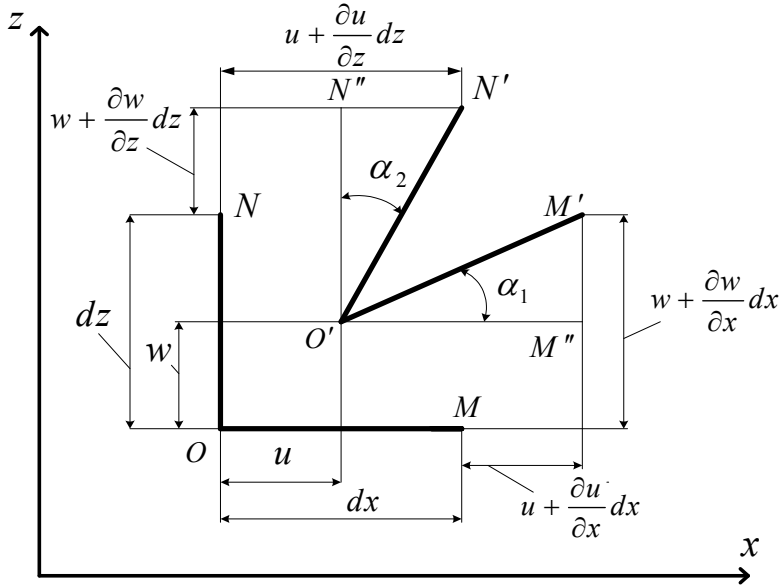 z
u + ∂u/∂z dz
N″
N′
w + ∂w/∂z dz
α₂
N
M′
α₁
w + ∂w/∂x dx
dz
w
O′
M″
M
O
u
dx
u + ∂u/∂x dx
x